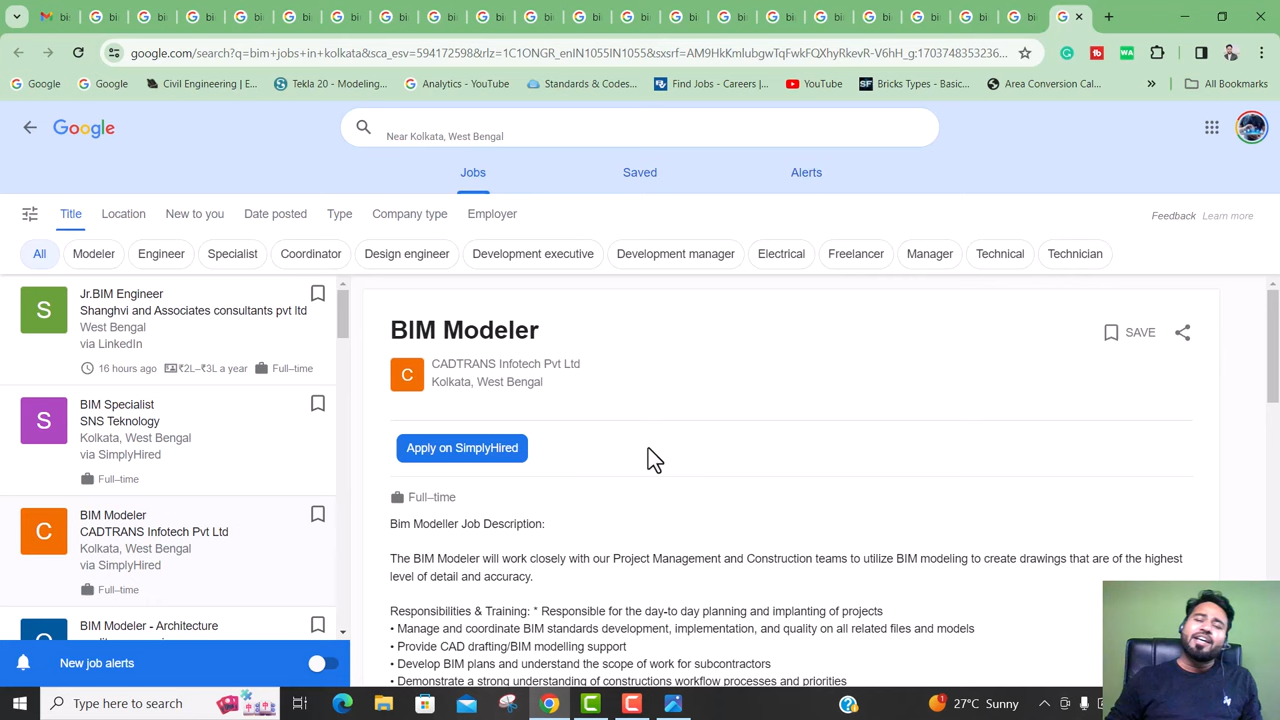 google.com/search?q=bim+jobs+in+kolkata&sca_esv=594172598&rlz=1C1ONGR_enIN1055IN1055&sxsrf=AM9HkKmlubgwTqFwkFQXhyRkevR-V6hH_g:1703748353236...
Google
Google
Civil Engineering | E...
Tekla 20 - Modeling...
Analytics - YouTube
Standards & Codes...
Find Jobs - Careers |...
YouTube
Bricks Types - Basic...
Area Conversion Cal...
»
All Bookmarks
Google
Near Kolkata, West Bengal
Jobs
Saved
Alerts
Title
Location
New to you
Date posted
Type
Company type
Employer
Feedback
Learn more
All
Modeler
Engineer
Specialist
Coordinator
Design engineer
Development executive
Development manager
Electrical
Freelancer
Manager
Technical
Technician
S
Jr.BIM Engineer
Shanghvi and Associates consultants pvt ltd
West Bengal
via LinkedIn
16 hours ago
₹2L–₹3L a year
Full–time
S
BIM Specialist
SNS Teknology
Kolkata, West Bengal
via SimplyHired
Full–time
C
BIM Modeler
CADTRANS Infotech Pvt Ltd
Kolkata, West Bengal
via SimplyHired
Full–time
BIM Modeler - Architecture
New job alerts
BIM Modeler
SAVE
C
CADTRANS Infotech Pvt Ltd
Kolkata, West Bengal
Apply on SimplyHired
Full–time
Bim Modeller Job Description:
The BIM Modeler will work closely with our Project Management and Construction teams to utilize BIM modeling to create drawings that are of the highest
level of detail and accuracy.
Responsibilities & Training: * Responsible for the day-to day planning and implanting of projects
• Manage and coordinate BIM standards development, implementation, and quality on all related files and models
• Provide CAD drafting/BIM modelling support
• Develop BIM plans and understand the scope of work for subcontractors
• Demonstrate a strong understanding of constructions workflow processes and priorities
Type here to search
27°C Sunny